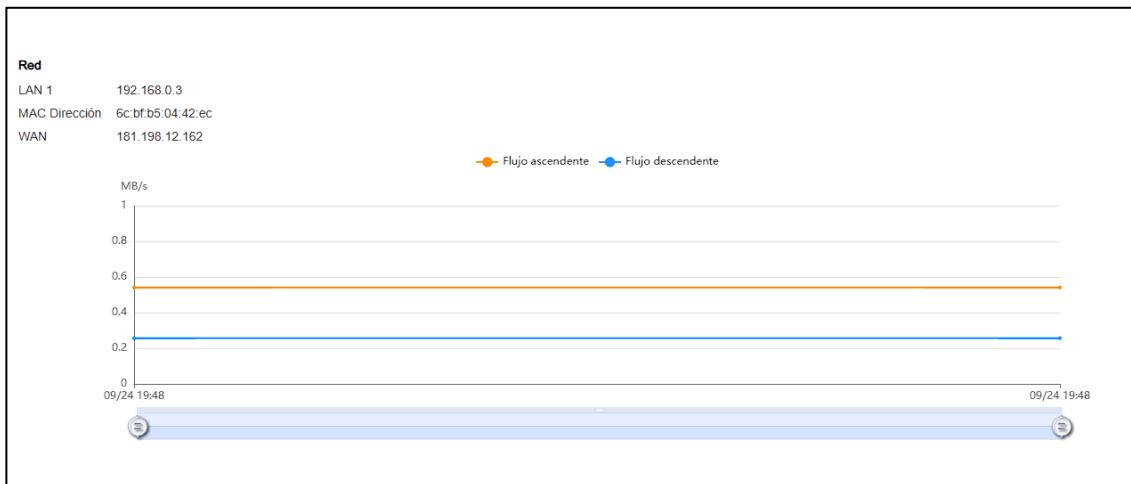 Red
LAN 1 192.168.0.3
MAC Dirección 6c:bf:b5:04:42:ec
WAN 181.198.12.162
Flujo ascendente Flujo descendente
MB/s
1
0.8
0.6
0.4
0.2
0
09/24 19:48 09/24 19:48